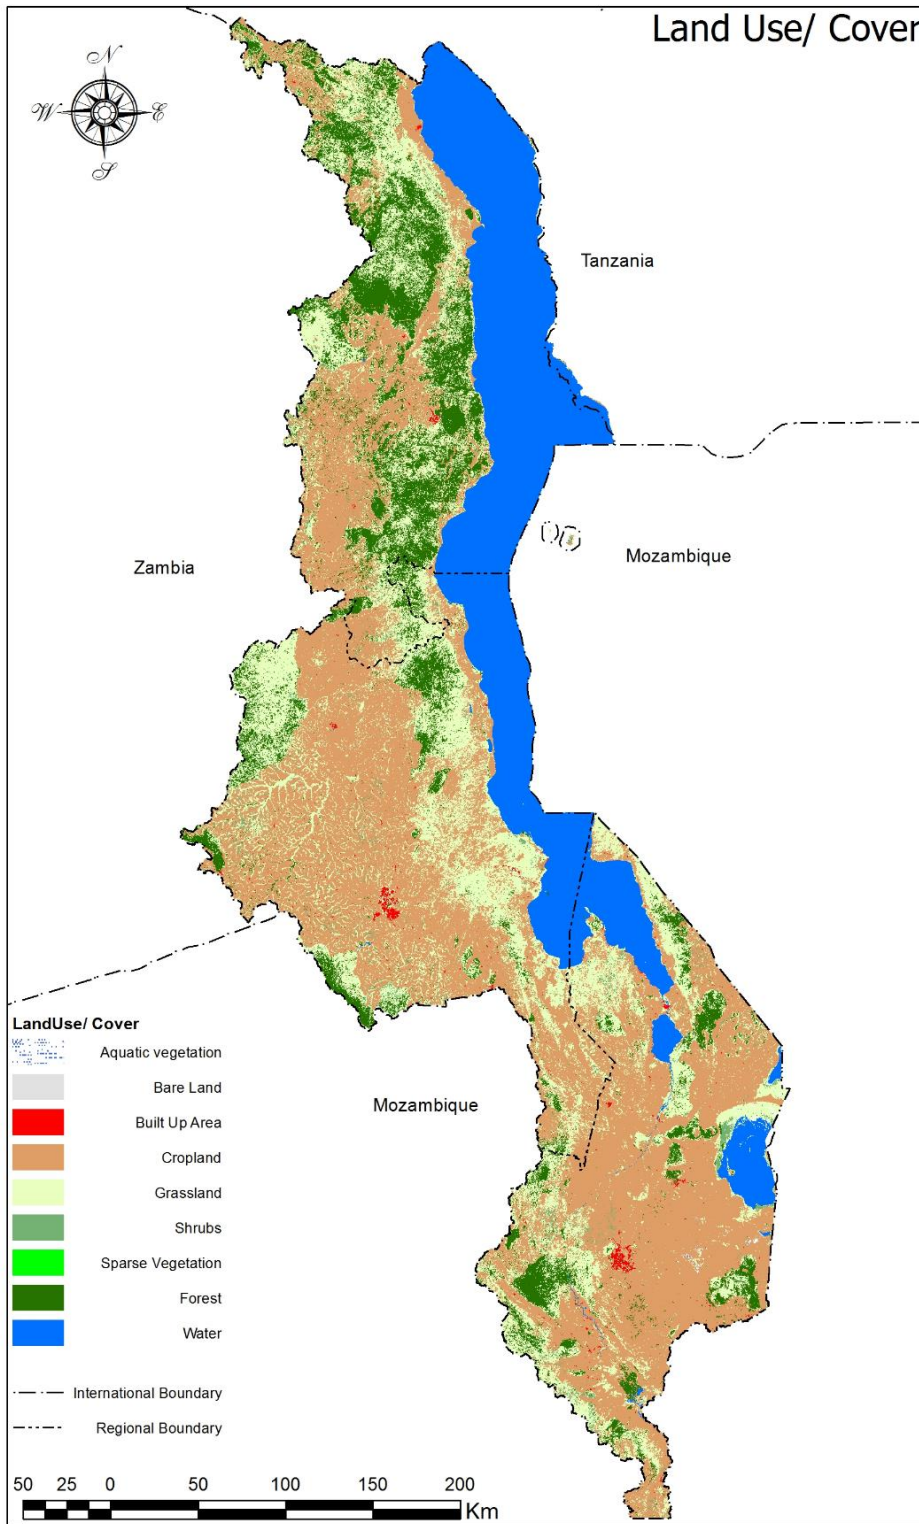 Land Use/ Cover
N
W E
S
Tanzania
Mozambique
Zambia
Mozambique
LandUse/ Cover
Aquatic vegetation
Bare Land
Built Up Area
Cropland
Grassland
Shrubs
Sparse Vegetation
Forest
Water
International Boundary
Regional Boundary
50 25 0 50 100 150 200
Km